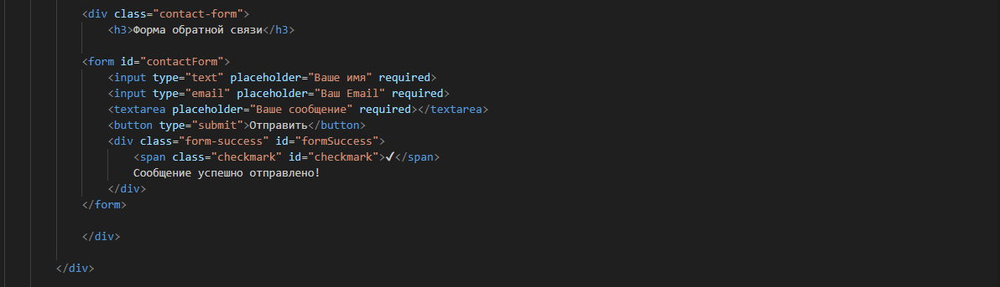 <div class="contact-form">
<h3>Форма обратной связи</h3>
<form id="contactForm">
<input type="text" placeholder="Ваше имя" required>
<input type="email" placeholder="Ваш Email" required>
<textarea placeholder="Ваше сообщение" required></textarea>
<button type="submit">Отправить</button>
<div class="form-success" id="formSuccess">
<span class="checkmark" id="checkmark">✔</span>
Сообщение успешно отправлено!
</div>
</form>
</div>
</div>